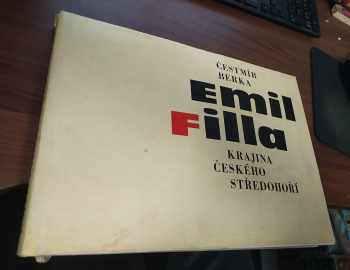 ČESTMÍR
BERKA
Emil
Filla
KRAJINA
ČESKÉHO
STŘEDOHOŘÍ